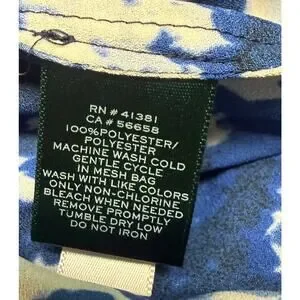 RN # 41381
CA # 56658
100%POLYESTER/
POLYESTER
MACHINE WASH COLD
GENTLE CYCLE
IN MESH BAG
WASH WITH LIKE COLORS
ONLY NON-CHLORINE
BLEACH WHEN NEEDED
REMOVE PROMPTLY
TUMBLE DRY LOW
DO NOT IRON